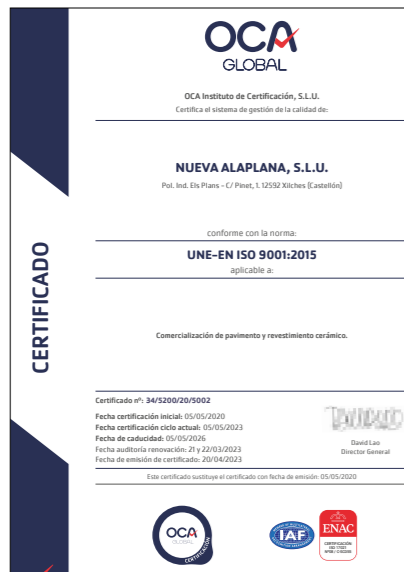 OCA
GLOBAL
OCA Instituto de Certificación, S.L.U.
Certifica el sistema de gestión de la calidad de:
NUEVA ALAPLANA, S.L.U.
Pol. Ind. Els Plans - C/ Pinet, 1. 12592 Xilches (Castellón)
conforme con la norma:
UNE-EN ISO 9001:2015
aplicable a:
CERTIFICADO
Comercialización de pavimento y revestimiento cerámico.
Certificado nº: 34/5200/20/5002
Fecha certificación inicial: 05/05/2020
Fecha certificación ciclo actual: 05/05/2023
Fecha de caducidad: 05/05/2026
Fecha auditoría renovación: 21 y 22/03/2023
Fecha de emisión de certificado: 20/04/2023
David Lao
Director General
Este certificado sustituye el certificado con fecha de emisión: 05/05/2020
OCA
GLOBAL
CERTIFICACIÓN
IAF
ENAC
CERTIFICACIÓN
ISO 17021